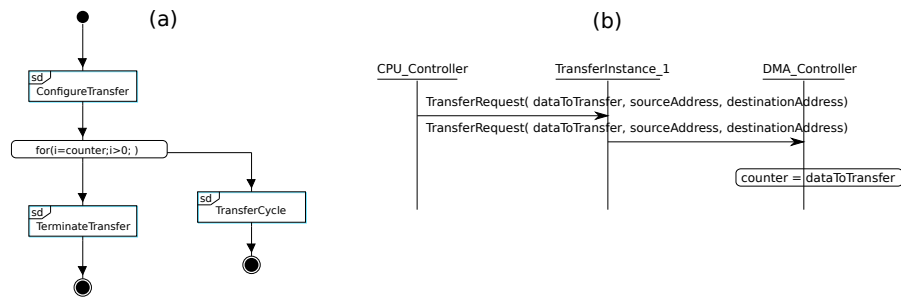 (a)
sd
ConfigureTransfer
for(i=counter;i>0; )
sd
TerminateTransfer
sd
TransferCycle
(b)
CPU_Controller
TransferInstance_1
DMA_Controller
TransferRequest( dataToTransfer, sourceAddress, destinationAddress)
TransferRequest( dataToTransfer, sourceAddress, destinationAddress)
counter = dataToTransfer